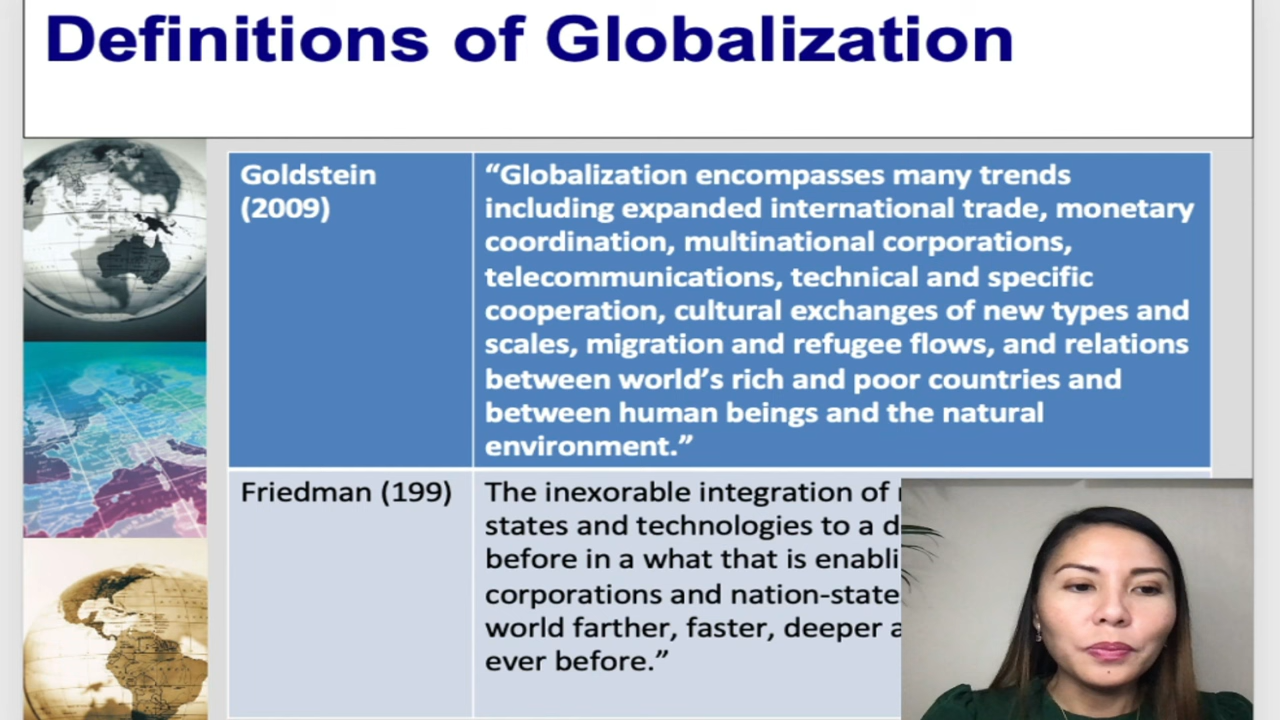 Definitions of Globalization
Goldstein
(2009)
“Globalization encompasses many trends
including expanded international trade, monetary
coordination, multinational corporations,
telecommunications, technical and specific
cooperation, cultural exchanges of new types and
scales, migration and refugee flows, and relations
between world’s rich and poor countries and
between human beings and the natural
environment.”
Friedman (199)
The inexorable integration of
states and technologies to a
before in a what that is
corporations and
world farther, faster, deeper
ever before.”